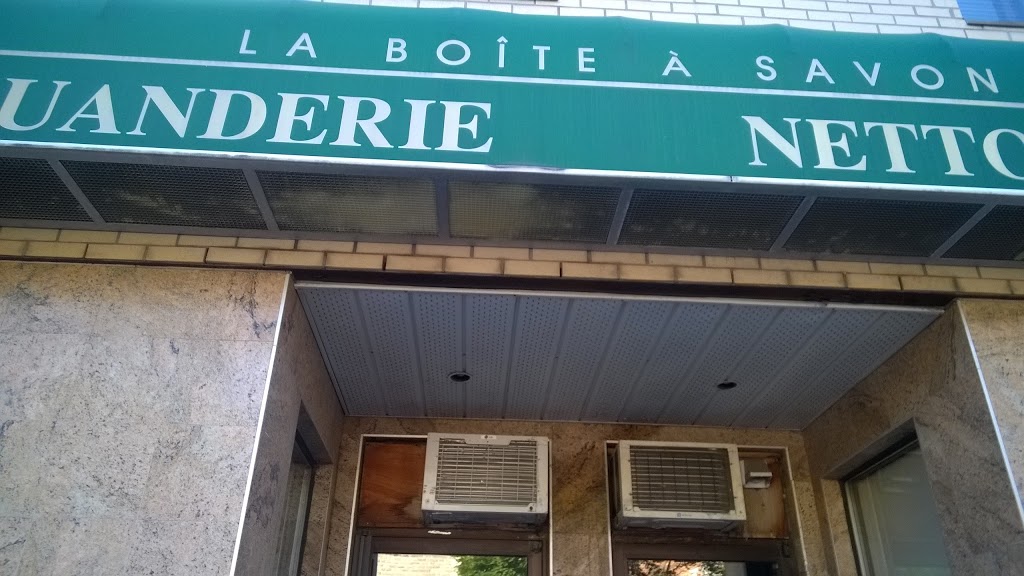 LA BOÎTE À SAVON
UANDERIE NETTO